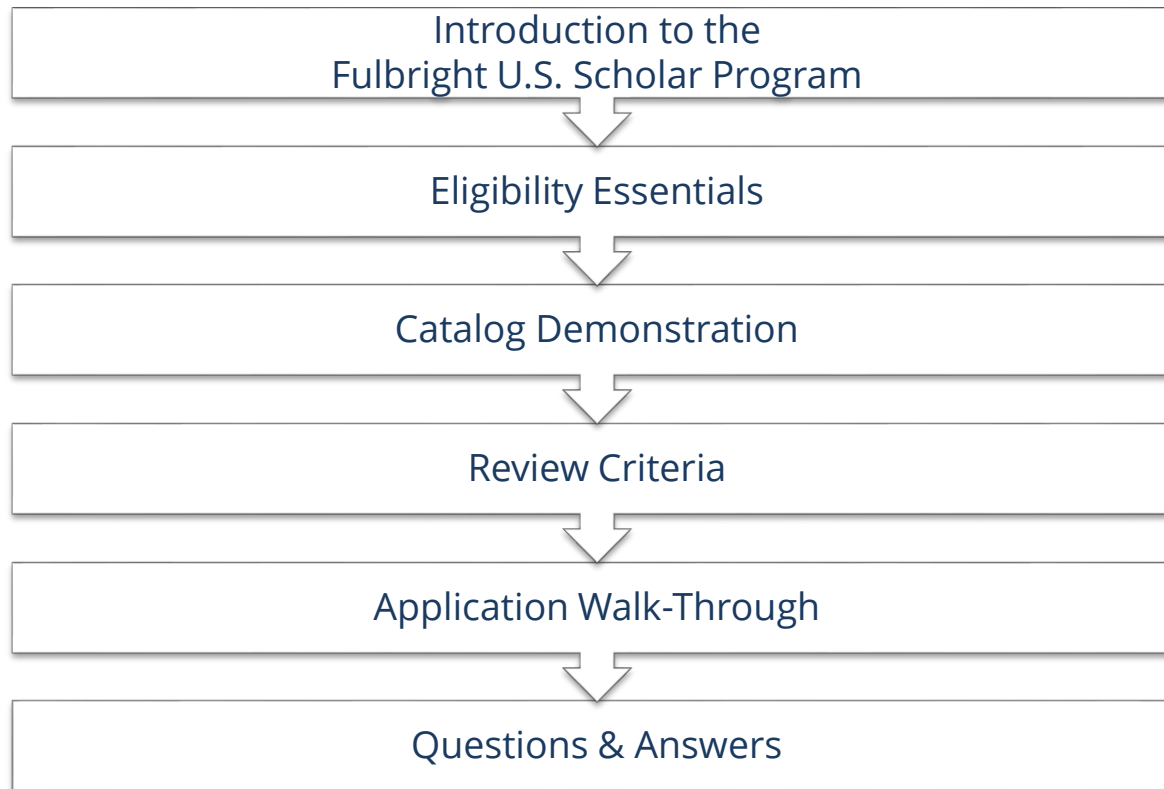 Introduction to the
Fulbright U.S. Scholar Program
Eligibility Essentials
Catalog Demonstration
Review Criteria
Application Walk-Through
Questions & Answers